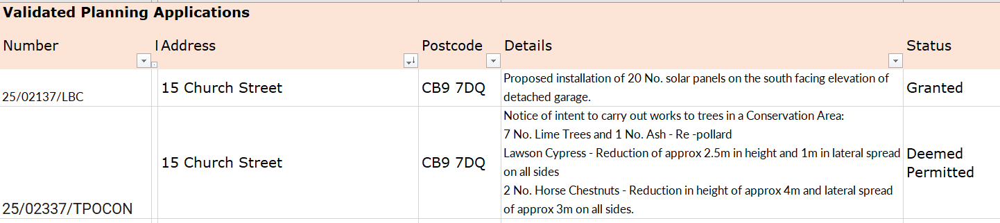 Validated Planning Applications
Number I Address Postcode Details Status
25/02137/LBC
15 Church Street
CB9 7DQ
Proposed installation of 20 No. solar panels on the south facing elevation of
detached garage.
Granted
25/02337/TPOCON
15 Church Street
CB9 7DQ
Notice of intent to carry out works to trees in a Conservation Area:
7 No. Lime Trees and 1 No. Ash - Re -pollard
Lawson Cypress - Reduction of approx 2.5m in height and 1m in lateral spread
on all sides
2 No. Horse Chestnuts - Reduction in height of approx 4m and lateral spread
of approx 3m on all sides.
Deemed
Permitted